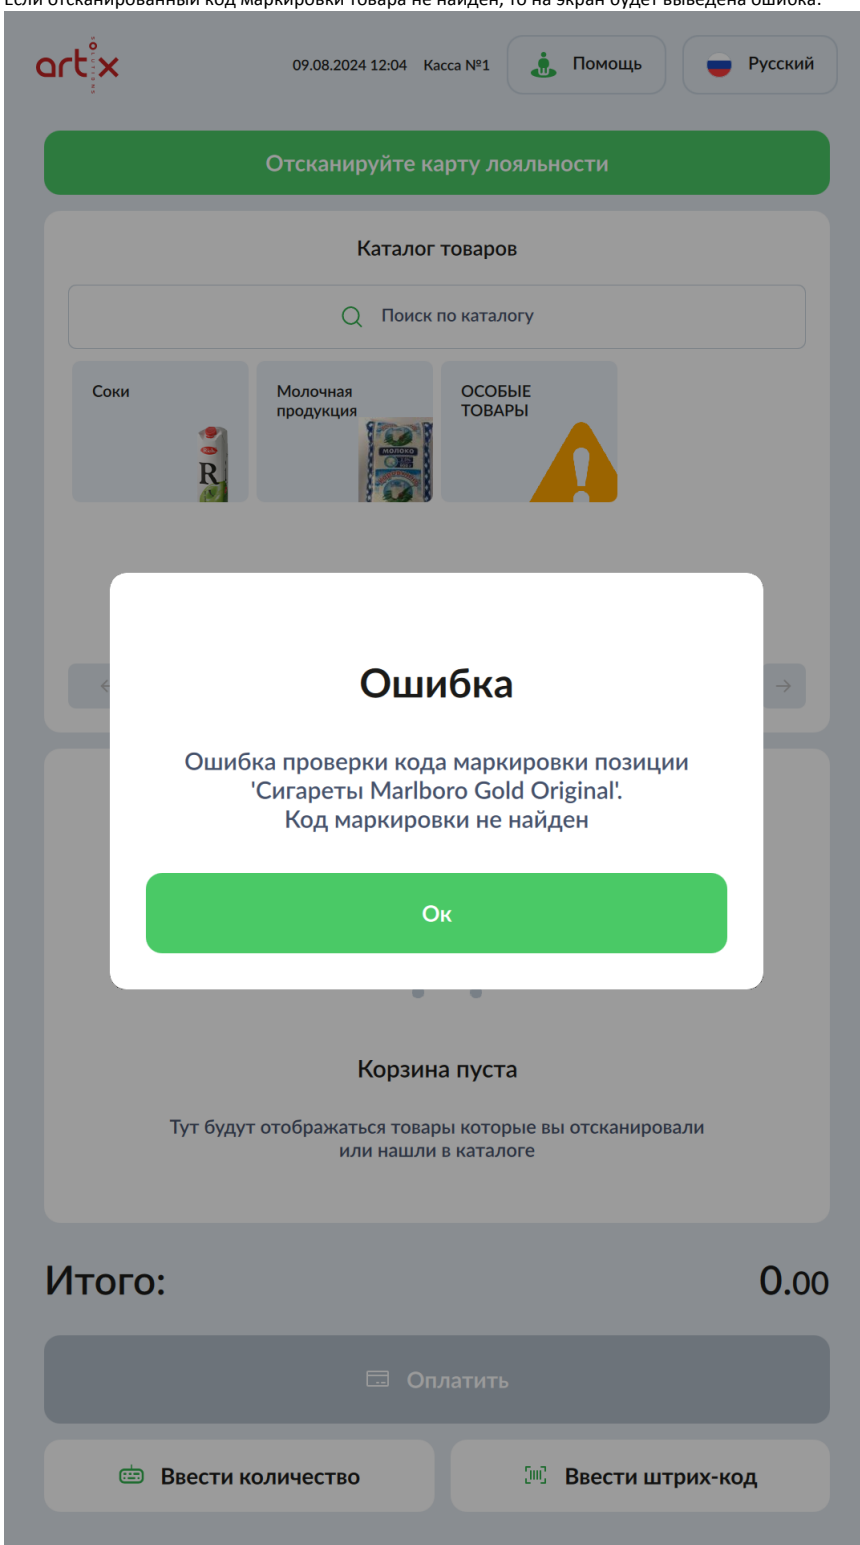 Если отсканированный код маркировки товара не найден, то на экран будет выведена ошибка:
artix
09.08.2024 12:04 Касса №1 Помощь Русский
Отсканируйте карту лояльности
Каталог товаров
Поиск по каталогу
Соки
Молочная
продукция
ОСОБЫЕ
ТОВАРЫ
R
МОЛОКО
Ошибка
Ошибка проверки кода маркировки позиции
'Сигареты Marlboro Gold Original'.
Код маркировки не найден
Ок
Корзина пуста
Тут будут отображаться товары которые вы отсканировали
или нашли в каталоге
Итого: 0.00
Оплатить
Ввести количество Ввести штрих-код